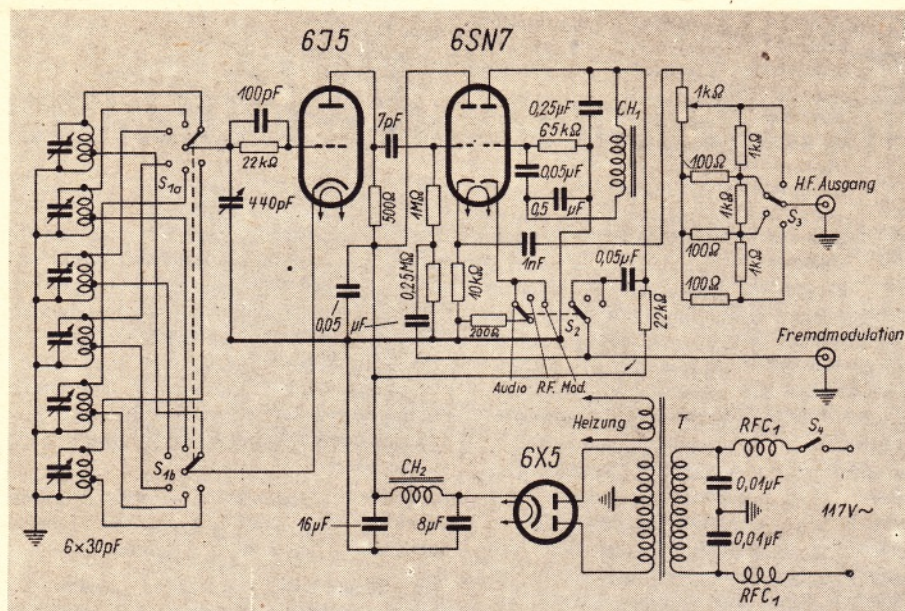 6J5
6SN7
100pF
22kΩ
7pF
0,25µF
CH₁
65kΩ
0,05µF
0,5 µF
1kΩ
1kΩ
100Ω
H.F. Ausgang
S₃
1kΩ
100Ω
1kΩ
100Ω
S₁ₐ
440pF
500Ω
1MΩ
1nF
0,05µF
0,25MΩ
10kΩ
22kΩ
0,05 µF
200Ω
S₂
Fremdmodulation
Audio RF. Mod.
Heizung
T
RFC₁
S₄
S₁b
CH₂
6X5
0,01µF
117V~
16µF
8µF
0,01µF
6×30pF
RFC₁